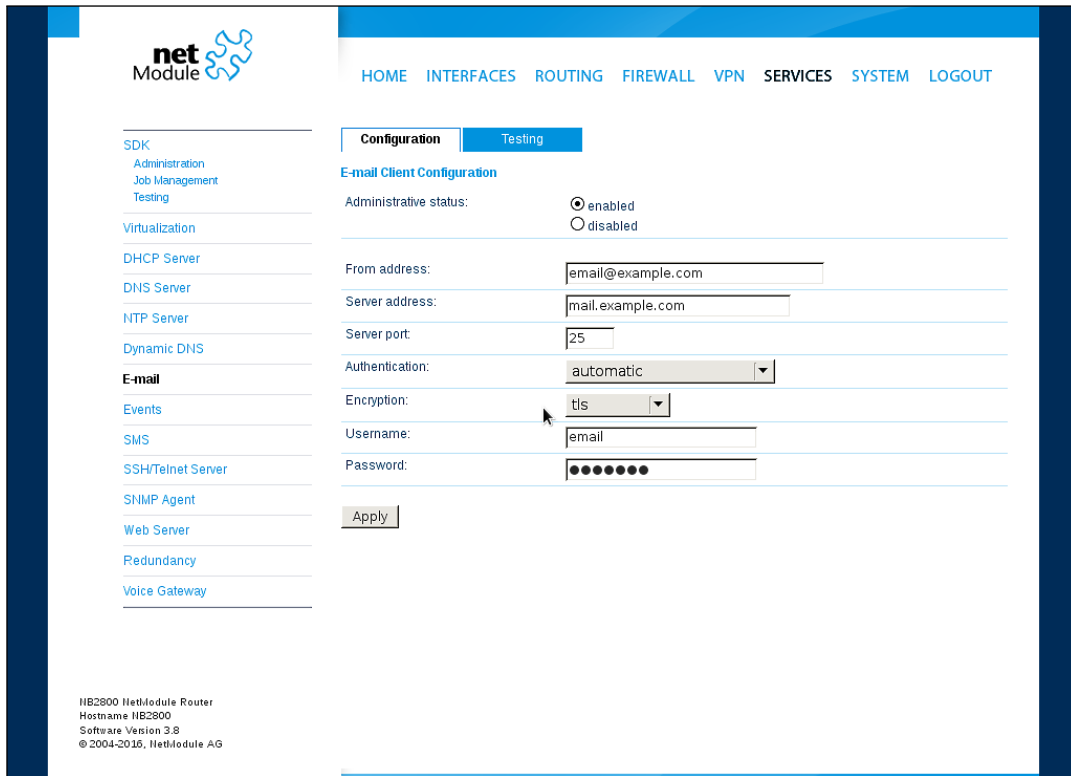 net
Module
HOME INTERFACES ROUTING FIREWALL VPN SERVICES SYSTEM LOGOUT
SDK
Administration
Job Management
Testing
Virtualization
DHCP Server
DNS Server
NTP Server
Dynamic DNS
E-mail
Events
SMS
SSH/Telnet Server
SNMP Agent
Web Server
Redundancy
Voice Gateway
Configuration Testing
E-mail Client Configuration
Administrative status: enabled
disabled
From address: email@example.com
Server address: mail.example.com
Server port: 25
Authentication: automatic
Encryption: tls
Username: email
Password: ●●●●●●●
Apply
NB2800 NetModule Router
Hostname NB2800
Software Version 3.8
© 2004-2016, NetModule AG